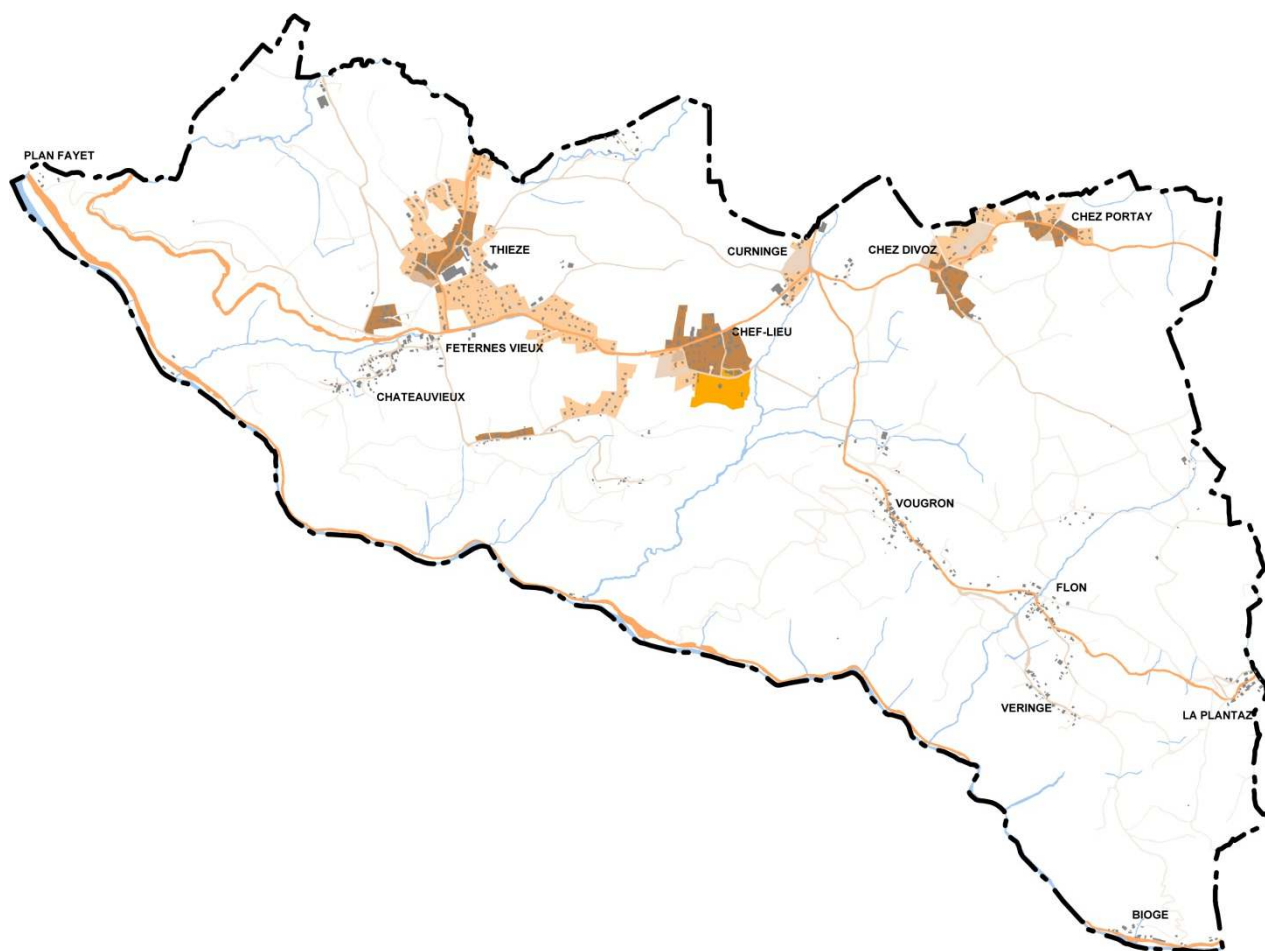 PLAN FAYET
CHEZ PORTAY
THIEZE
CURNINGE
CHEZ DIVOZ
CHEF-LIEU
FETERNES VIEUX
CHATEAUVIEUX
VOUGRON
FLON
VERINGE
LA PLANTAZ
BIOGE